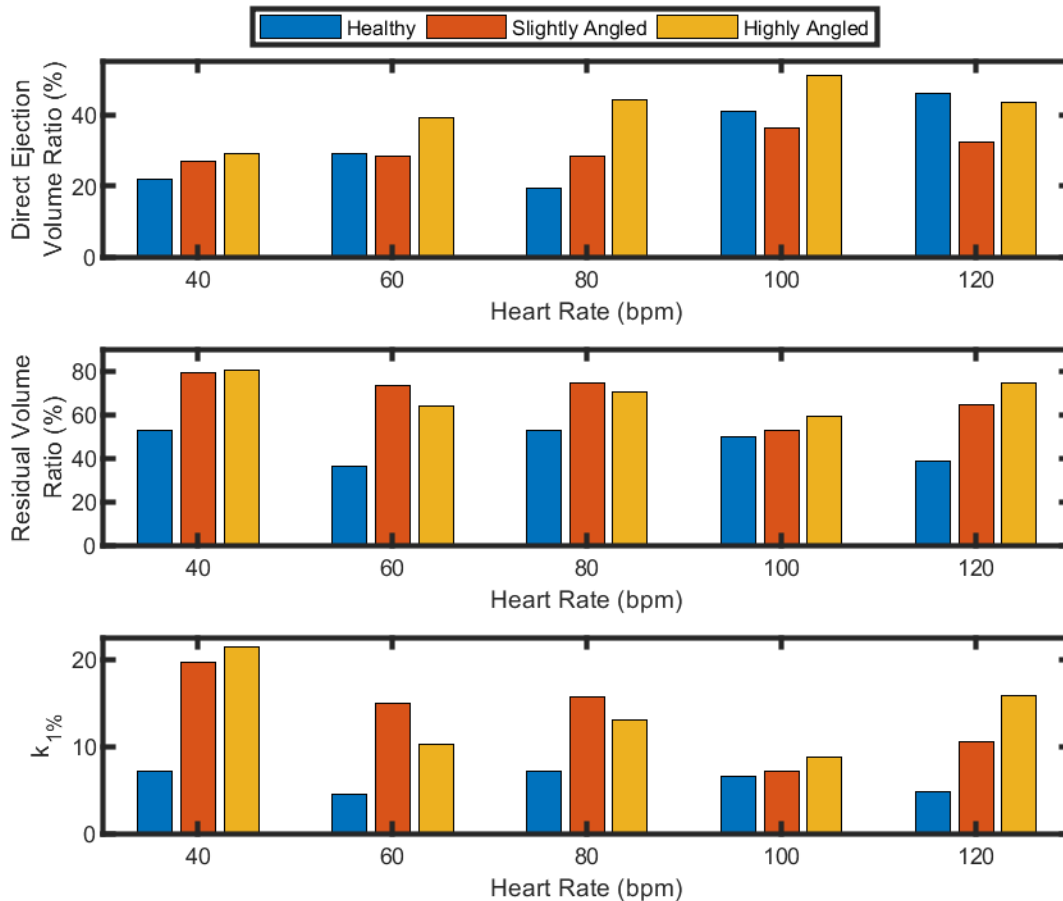 Healthy Slightly Angled Highly Angled
Direct Ejection
Volume Ratio (%)
40
20
0
40 60 80 100 120
Heart Rate (bpm)
Residual Volume
Ratio (%)
80
60
40
20
0
40 60 80 100 120
Heart Rate (bpm)
k1%
20
10
0
40 60 80 100 120
Heart Rate (bpm)